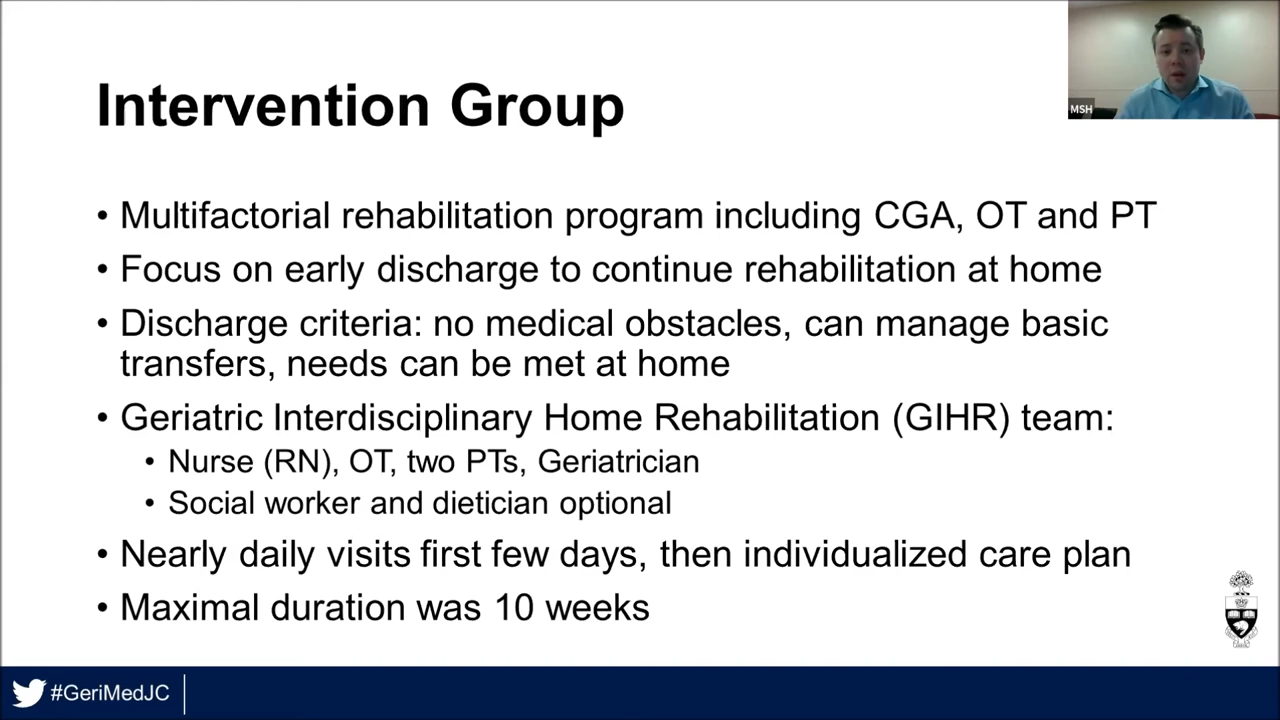 MSH
Intervention Group
• Multifactorial rehabilitation program including CGA, OT and PT
• Focus on early discharge to continue rehabilitation at home
• Discharge criteria: no medical obstacles, can manage basic
transfers, needs can be met at home
• Geriatric Interdisciplinary Home Rehabilitation (GIHR) team:
• Nurse (RN), OT, two PTs, Geriatrician
• Social worker and dietician optional
• Nearly daily visits first few days, then individualized care plan
• Maximal duration was 10 weeks
#GeriMedJC